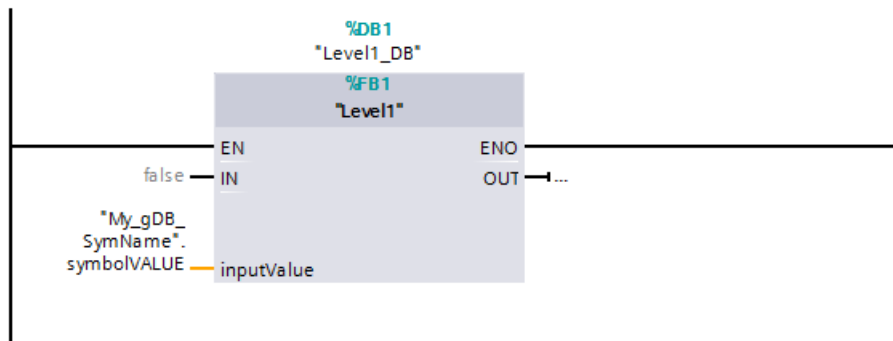 %DB1
"Level1_DB"
%FB1
"Level1"
EN ENO
false IN OUT ...
"My_gDB_
SymName".
symbolVALUE inputValue